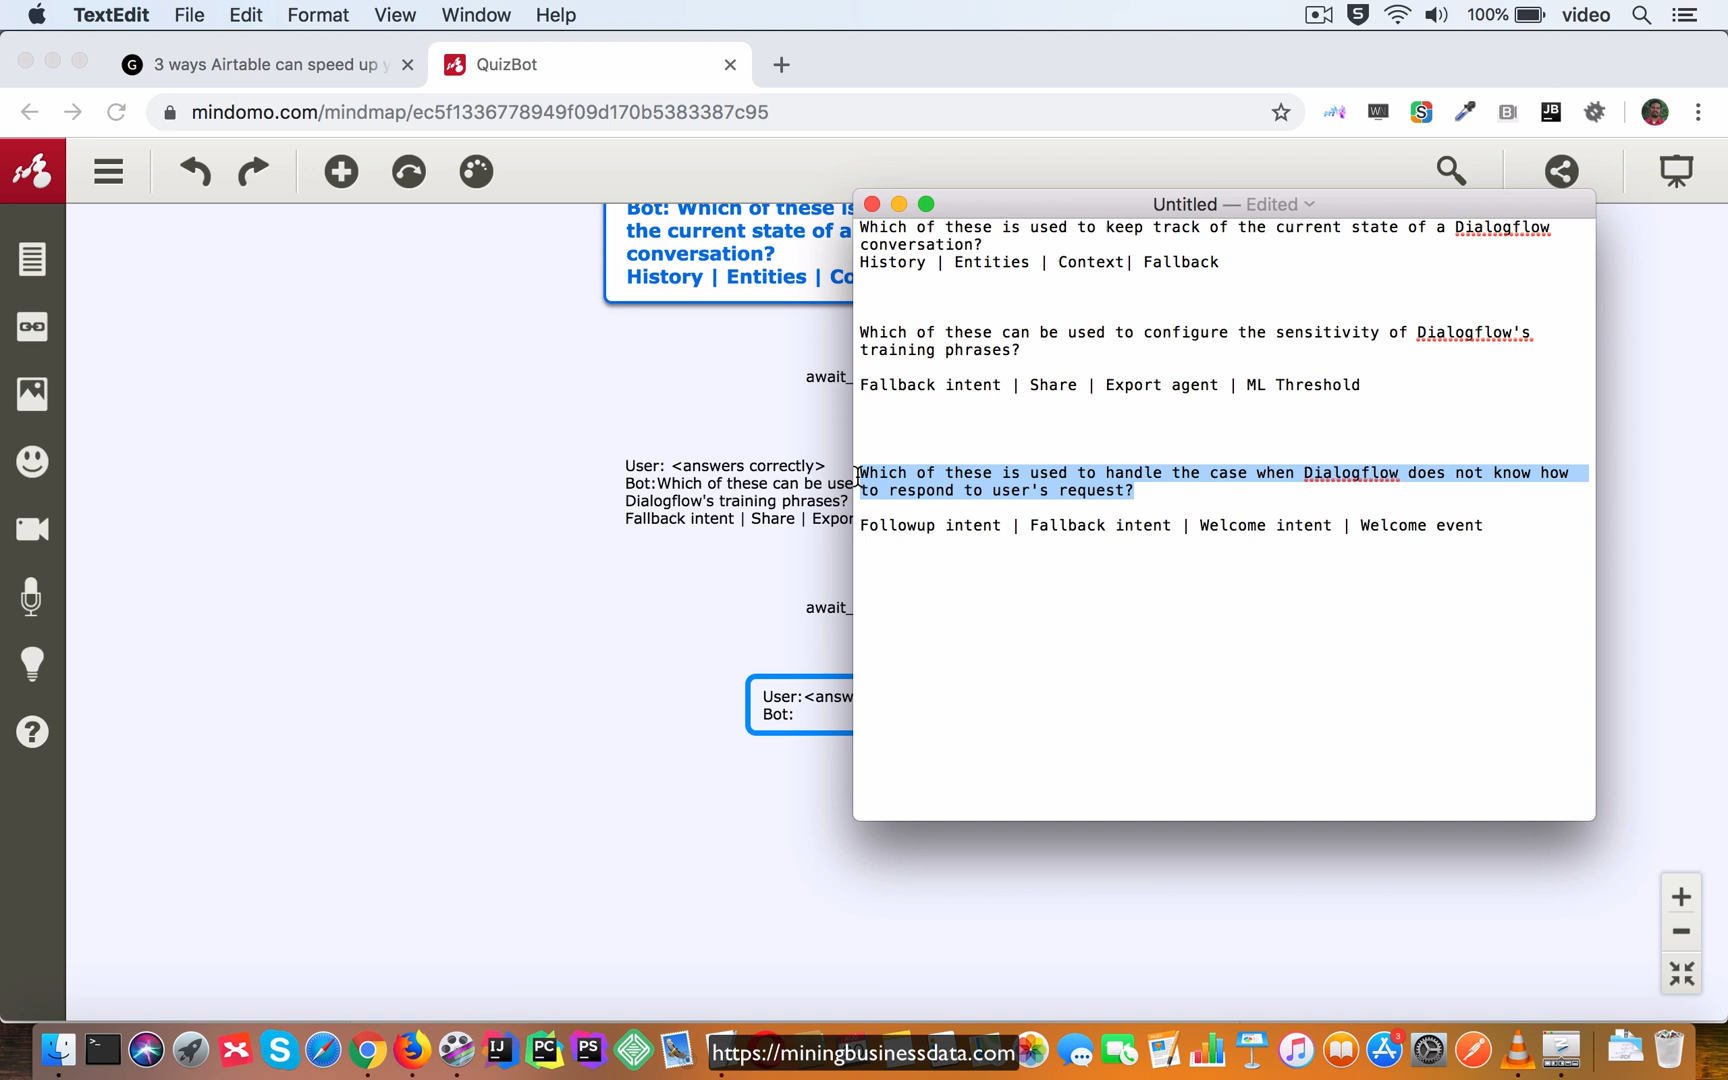 TextEdit File Edit Format View Window Help 100% video
3 ways Airtable can speed up y
QuizBot
mindomo.com/mindmap/ec5f1336778949f09d170b5383387c95
Bot: Which of these is
the current state of a
conversation?
History | Entities | Co
await_
User: <answers correctly>
Bot:Which of these can be use
Dialogflow's training phrases?
Fallback intent | Share | Expor
await_
User:<answ
Bot:
Untitled — Edited
Which of these is used to keep track of the current state of a Dialogflow
conversation?
History | Entities | Context| Fallback
Which of these can be used to configure the sensitivity of Dialogflow's
training phrases?
Fallback intent | Share | Export agent | ML Threshold
Which of these is used to handle the case when Dialogflow does not know how
to respond to user's request?
Followup intent | Fallback intent | Welcome intent | Welcome event
https://miningbusinessdata.com